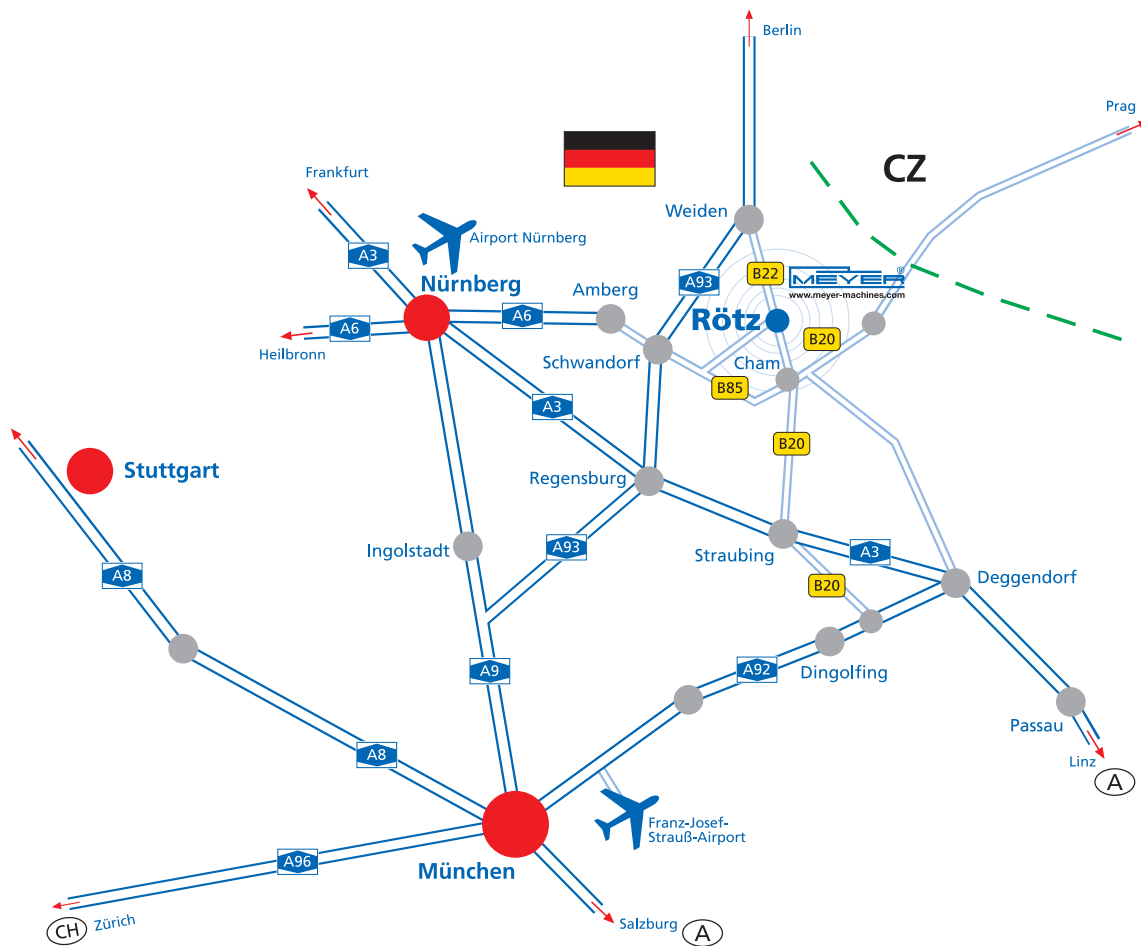 Berlin
Prag
CZ
Frankfurt
Weiden
A3
Airport Nürnberg
Nürnberg
A93
B22
MEYER®
www.meyer-machines.com
Amberg
A6
A6
Rötz
B20
Heilbronn
Schwandorf
Cham
B85
A3
B20
Stuttgart
Regensburg
Ingolstadt
A93
Straubing
A3
Deggendorf
A8
B20
A9
A92
Dingolfing
Passau
A8
Linz
A
Franz-Josef-
Strauß-Airport
A96
München
CH
Zürich
Salzburg
A